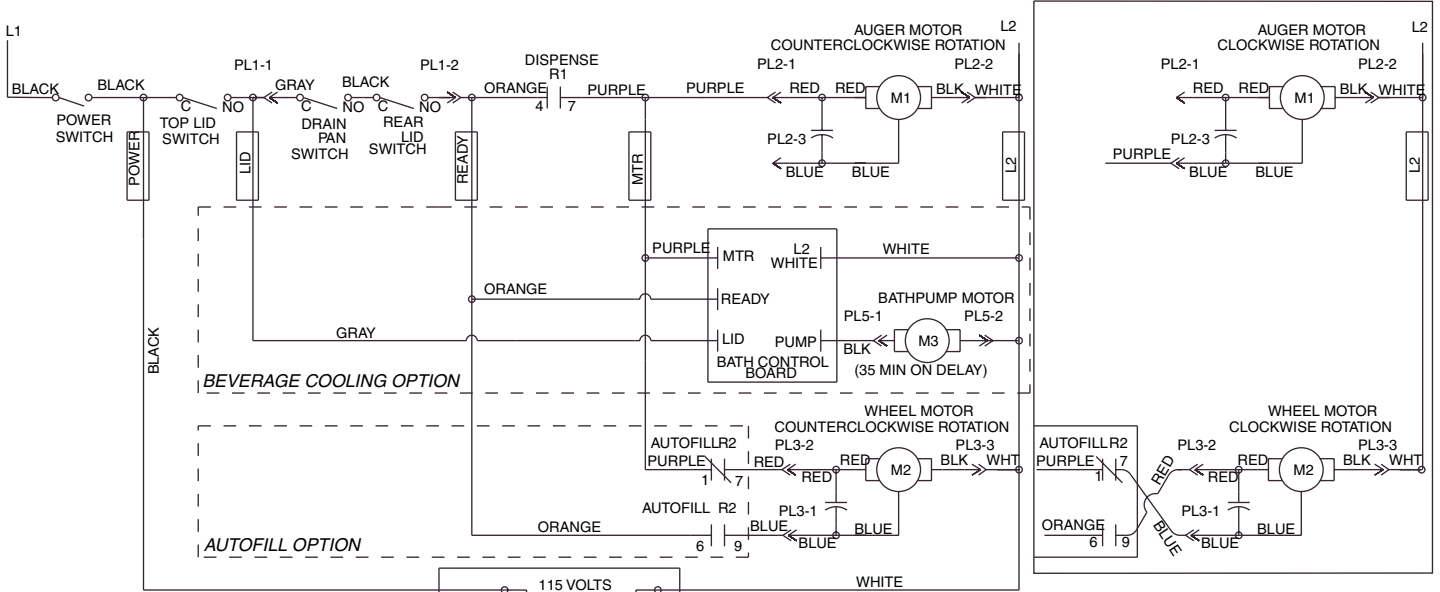 L1
BLACK
POWER
SWITCH
BLACK
C
NO
TOP LID
SWITCH
PL1-1
GRAY
C
NO
DRAIN
PAN
SWITCH
BLACK
C
NO
REAR
LID
SWITCH
PL1-2
ORANGE
DISPENSE
R1
4
7
PURPLE
PURPLE
AUGER MOTOR
COUNTERCLOCKWISE ROTATION
PL2-1
RED
RED
M1
BLK
PL2-2
WHITE
L2
PL2-3
BLUE
BLUE
POWER
LID
READY
MTR
L2
AUGER MOTOR
CLOCKWISE ROTATION
L2
PL2-1
RED
RED
M1
BLK
PL2-2
WHITE
PL2-3
PURPLE
BLUE
BLUE
L2
PURPLE
MTR
L2
WHITE
WHITE
ORANGE
READY
BATHPUMP MOTOR
PL5-1
PL5-2
GRAY
LID
PUMP
BLK
M3
BATH CONTROL
BOARD
(35 MIN ON DELAY)
BEVERAGE COOLING OPTION
BLACK
WHEEL MOTOR
COUNTERCLOCKWISE ROTATION
AUTOFILL R2
PURPLE
1
7
PL3-2
RED
RED
RED
M2
BLK
PL3-3
WHT
AUTOFILL R2
ORANGE
6
9
BLUE
PL3-1
BLUE
BLUE
AUTOFILL OPTION
WHEEL MOTOR
CLOCKWISE ROTATION
AUTOFILL R2
PURPLE
1
7
RED
PL3-2
RED
RED
M2
BLK
PL3-3
WHT
ORANGE
6
9
BLUE
PL3-1
BLUE
BLUE
115 VOLTS
WHITE